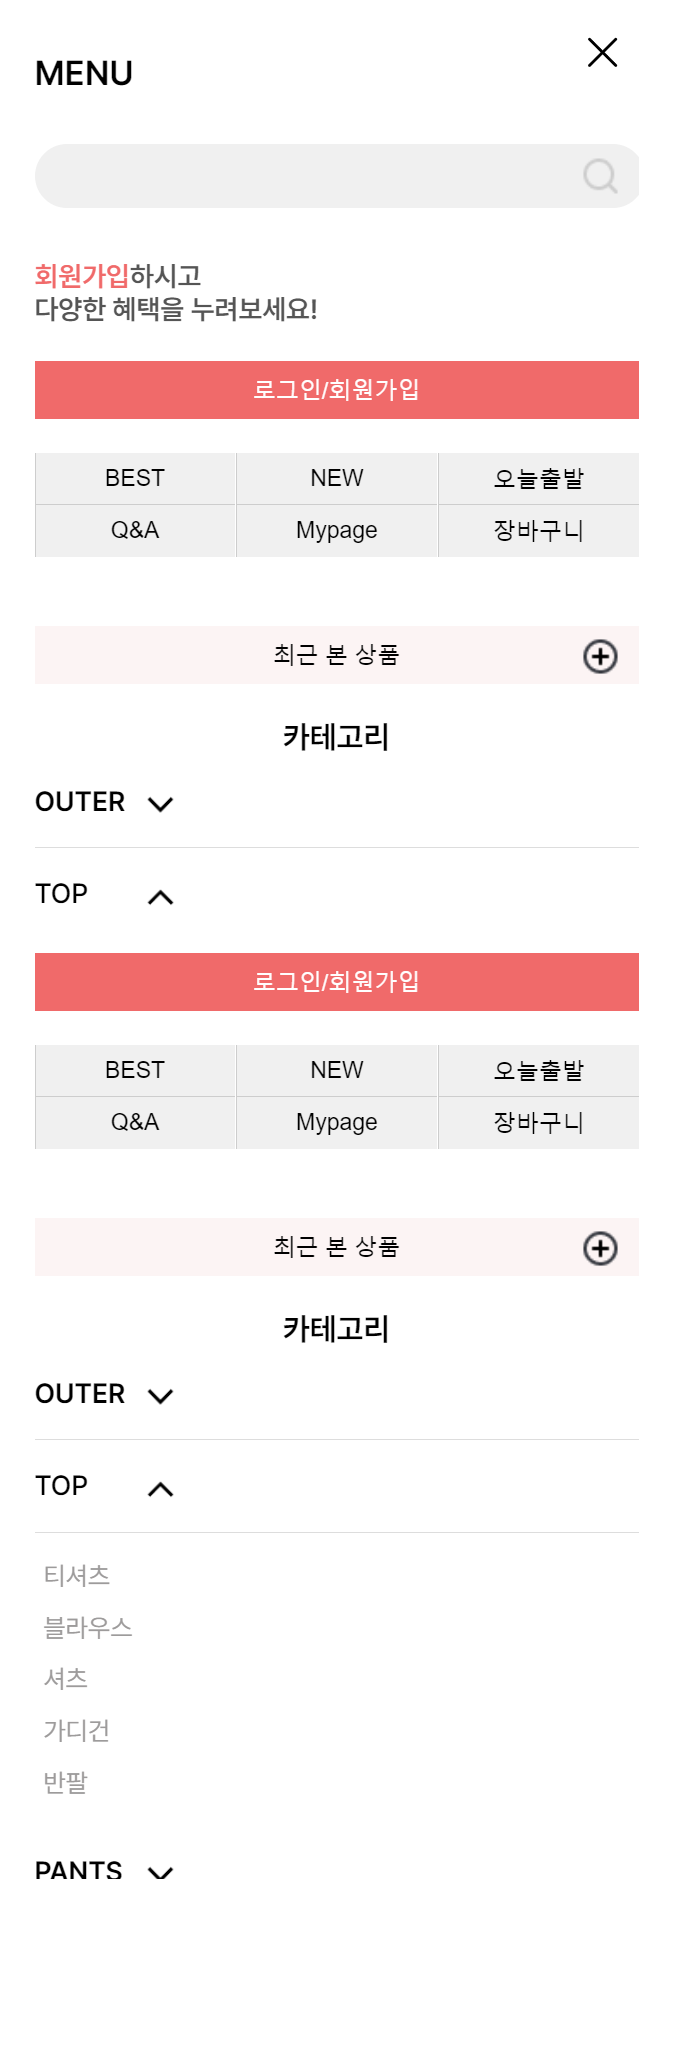 MENU
회원가입하시고
다양한 혜택을 누려보세요!
로그인/회원가입
BEST NEW 오늘출발
Q&A Mypage 장바구니
최근 본 상품
카테고리
OUTER
TOP
로그인/회원가입
BEST NEW 오늘출발
Q&A Mypage 장바구니
최근 본 상품
카테고리
OUTER
TOP
티셔츠
블라우스
셔츠
가디건
반팔
PANTS